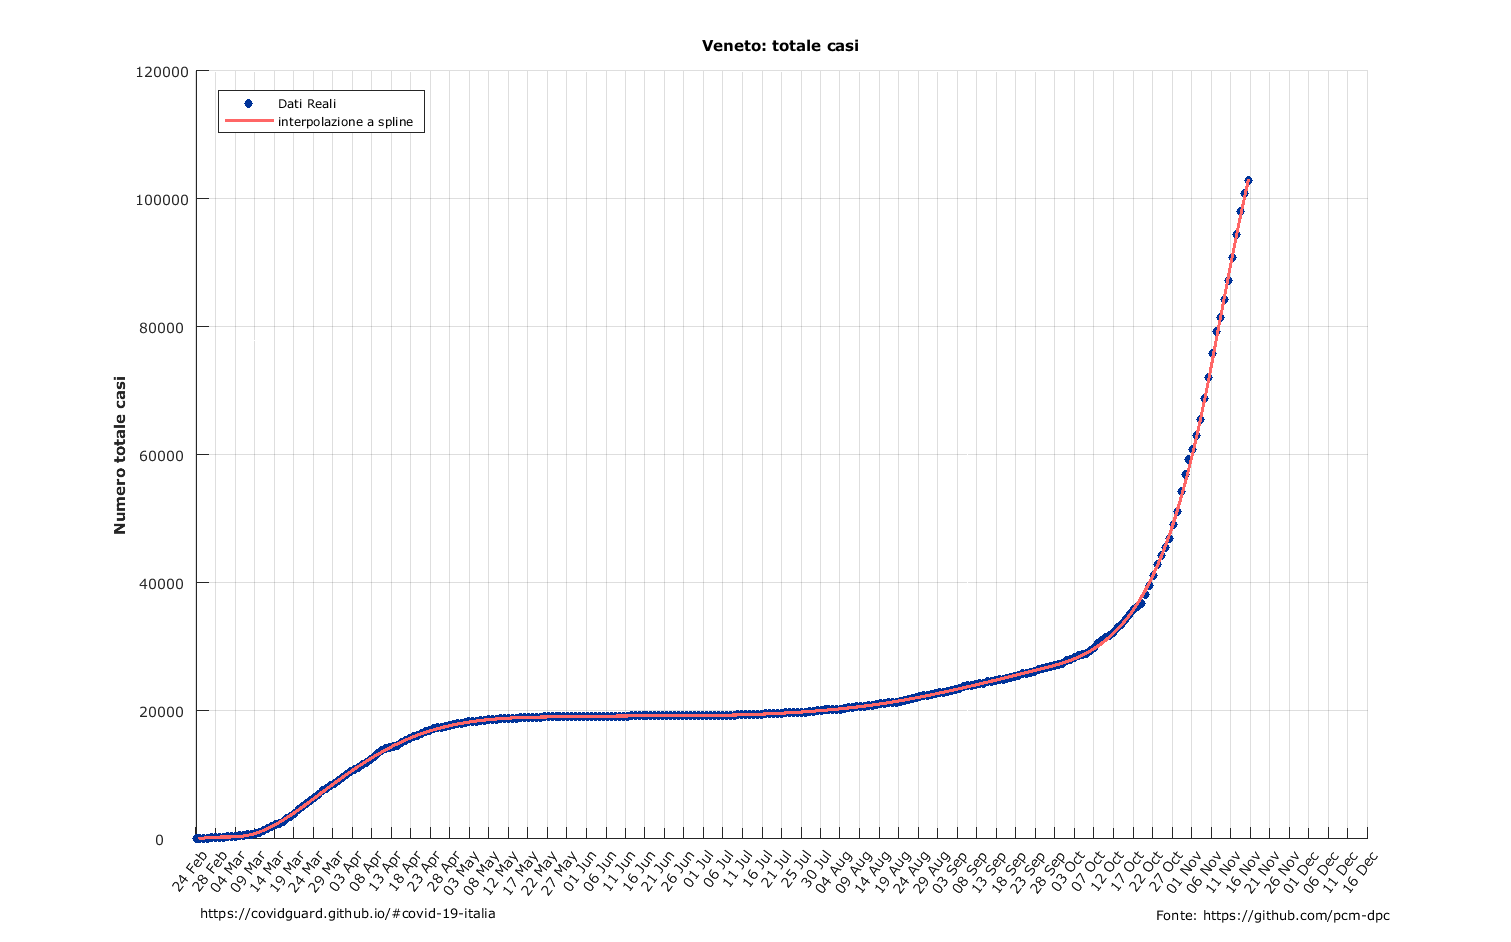 Veneto: totale casi
120000
100000
80000
60000
40000
20000
0
Numero totale casi
Dati Reali
interpolazione a spline
24 Feb
28 Feb
04 Mar
09 Mar
14 Mar
19 Mar
24 Mar
29 Mar
03 Apr
08 Apr
13 Apr
18 Apr
23 Apr
28 Apr
03 May
08 May
12 May
17 May
22 May
27 May
01 Jun
06 Jun
11 Jun
16 Jun
21 Jun
26 Jun
01 Jul
06 Jul
11 Jul
16 Jul
21 Jul
25 Jul
30 Jul
04 Aug
09 Aug
14 Aug
19 Aug
24 Aug
29 Aug
03 Sep
08 Sep
13 Sep
18 Sep
23 Sep
28 Sep
03 Oct
07 Oct
12 Oct
17 Oct
22 Oct
27 Oct
01 Nov
06 Nov
11 Nov
16 Nov
21 Nov
26 Nov
01 Dec
06 Dec
11 Dec
16 Dec
https://covidguard.github.io/#covid-19-italia
Fonte: https://github.com/pcm-dpc